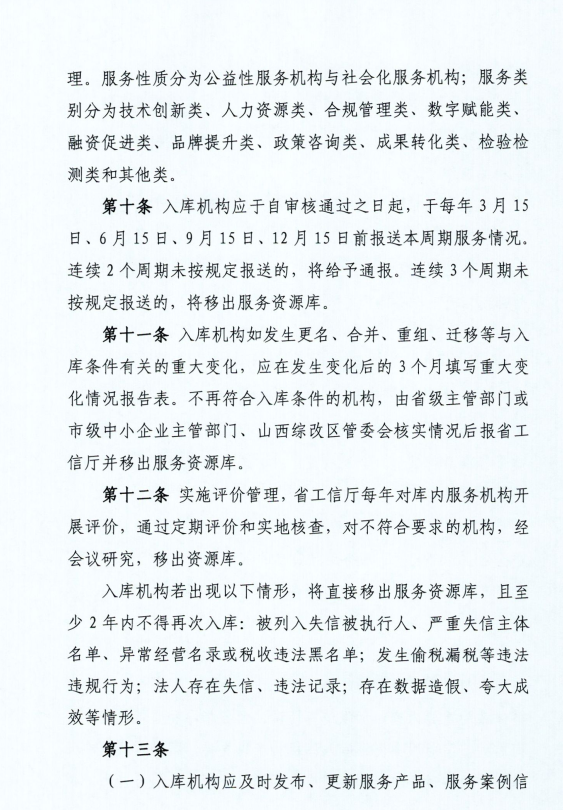 理。服务性质分为公益性服务机构与社会化服务机构；服务类
别分为技术创新类、人力资源类、合规管理类、数字赋能类、
融资促进类、品牌提升类、政策咨询类、成果转化类、检验检
测类和其他类。
第十条 入库机构应于自审核通过之日起，于每年 3 月 15
日、6 月 15 日、9 月 15 日、12 月 15 日前报送本周期服务情况。
连续 2 个周期未按规定报送的，将给予通报。连续 3 个周期未
按规定报送的，将移出服务资源库。
第十一条 入库机构如发生更名、合并、重组、迁移等与入
库条件有关的重大变化，应在发生变化后的 3 个月填写重大变
化情况报告表。不再符合入库条件的机构，由省级主管部门或
市级中小企业主管部门、山西综改区管委会核实情况后报省工
信厅并移出服务资源库。
第十二条 实施评价管理，省工信厅每年对库内服务机构开
展评价，通过定期评价和实地核查，对不符合要求的机构，经
会议研究，移出资源库。
入库机构若出现以下情形，将直接移出服务资源库，且至
少 2 年内不得再次入库：被列入失信被执行人、严重失信主体
名单、异常经营名录或税收违法黑名单；发生偷税漏税等违法
违规行为；法人存在失信、违法记录；存在数据造假、夸大成
效等情形。
第十三条
（一）入库机构应及时发布、更新服务产品、服务案例信